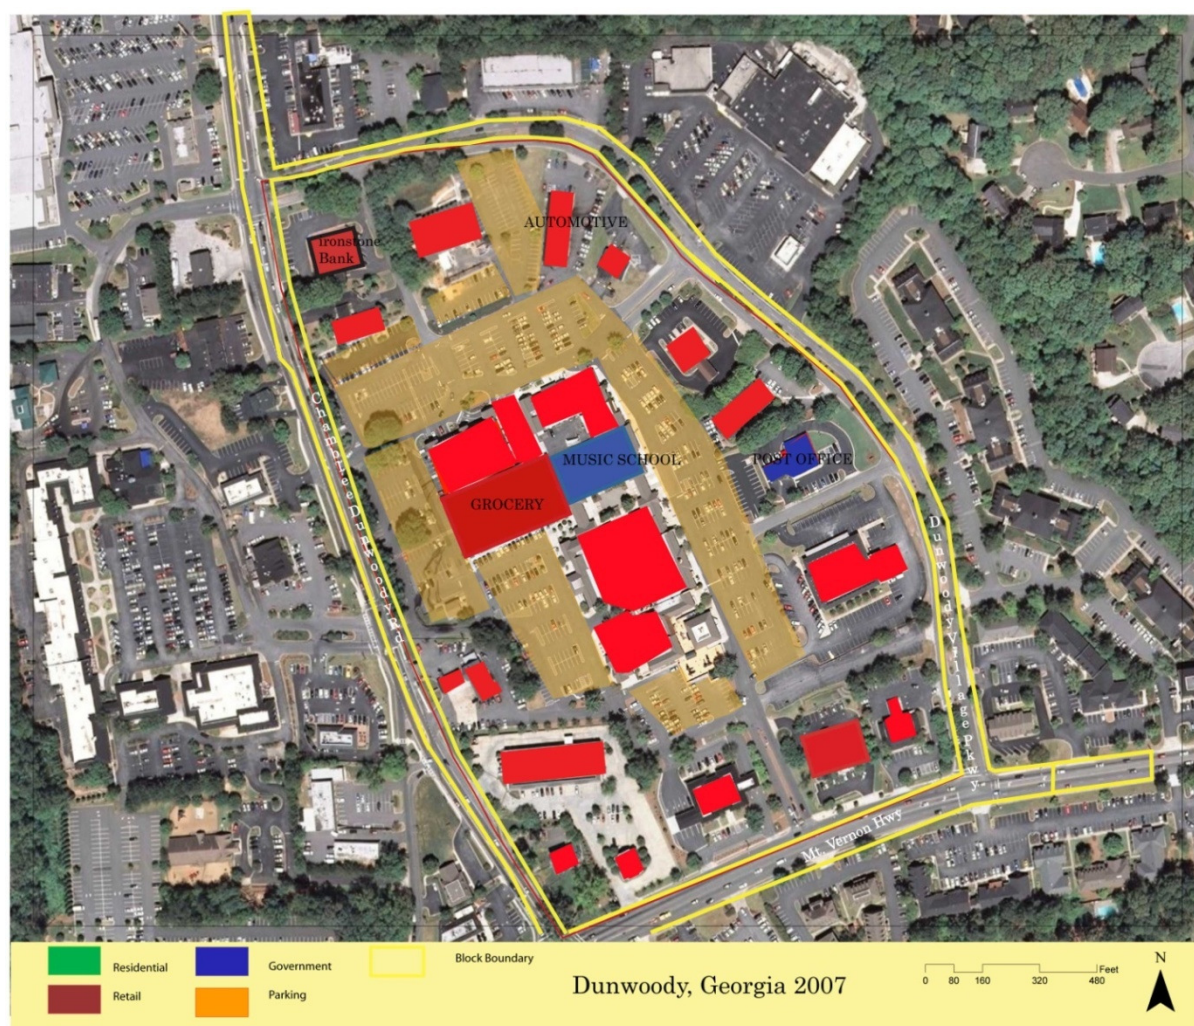 AUTOMOTIVE
Ironstone
Bank
MUSIC SCHOOL
POST OFFICE
GROCERY
Chamblee Dunwoody Rd.
Dunwoody Village Pkwy
Mt. Vernon Hwy
Residential
Government
Block Boundary
Retail
Parking
Dunwoody, Georgia 2007
0 80 160 320 480 Feet
N